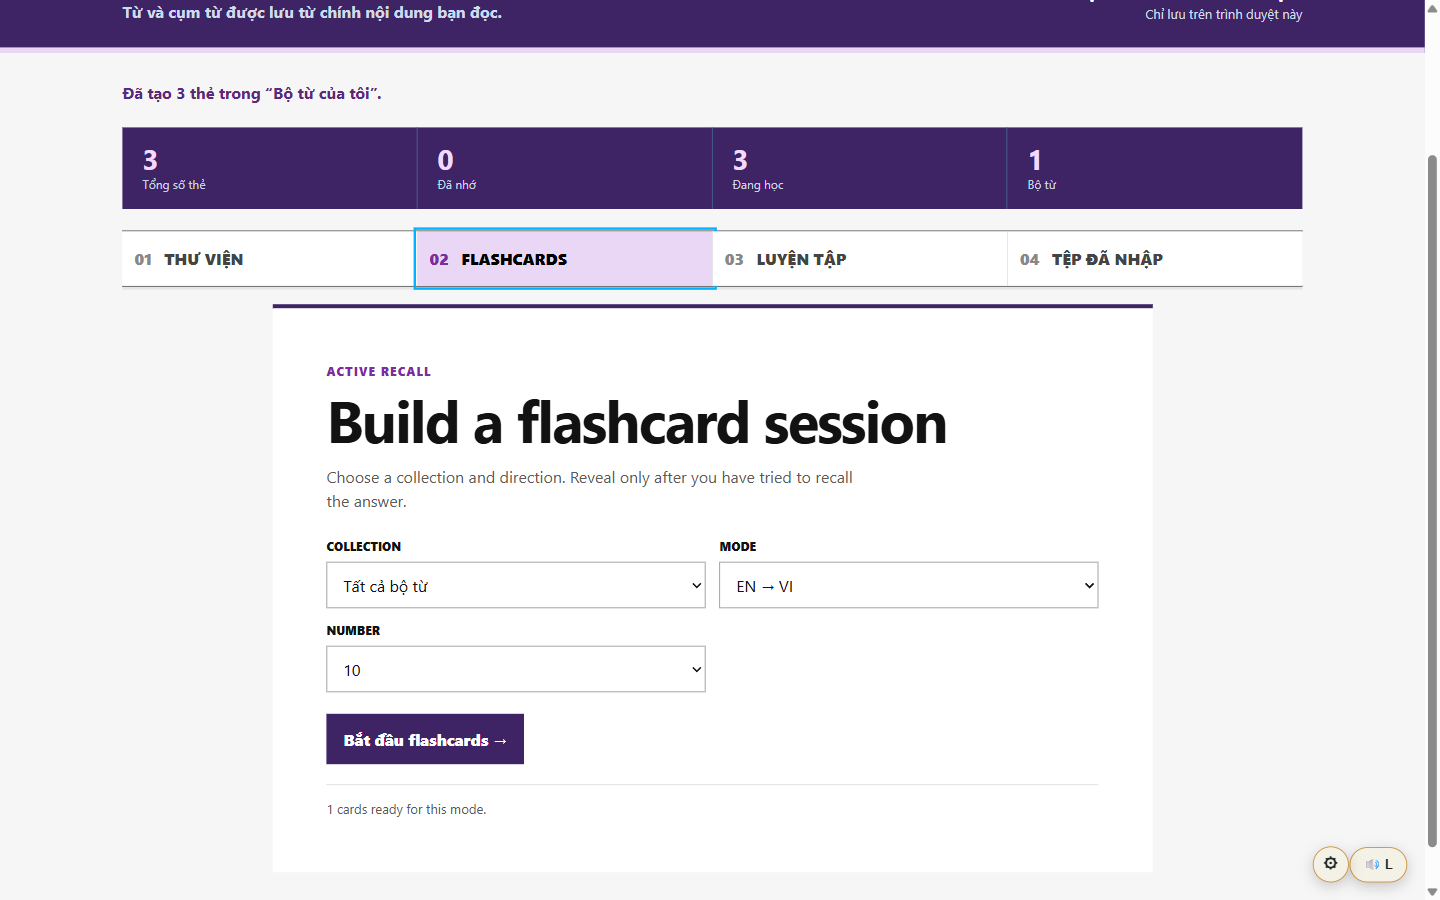 Từ và cụm từ được lưu từ chính nội dung bạn đọc.
Chỉ lưu trên trình duyệt này
Đã tạo 3 thẻ trong “Bộ từ của tôi”.
3
Tổng số thẻ
0
Đã nhớ
3
Đang học
1
Bộ từ
01 THƯ VIỆN
02 FLASHCARDS
03 LUYỆN TẬP
04 TỆP ĐÃ NHẬP
ACTIVE RECALL
Build a flashcard session
Choose a collection and direction. Reveal only after you have tried to recall
the answer.
COLLECTION
Tất cả bộ từ
MODE
EN → VI
NUMBER
10
Bắt đầu flashcards →
1 cards ready for this mode.
L